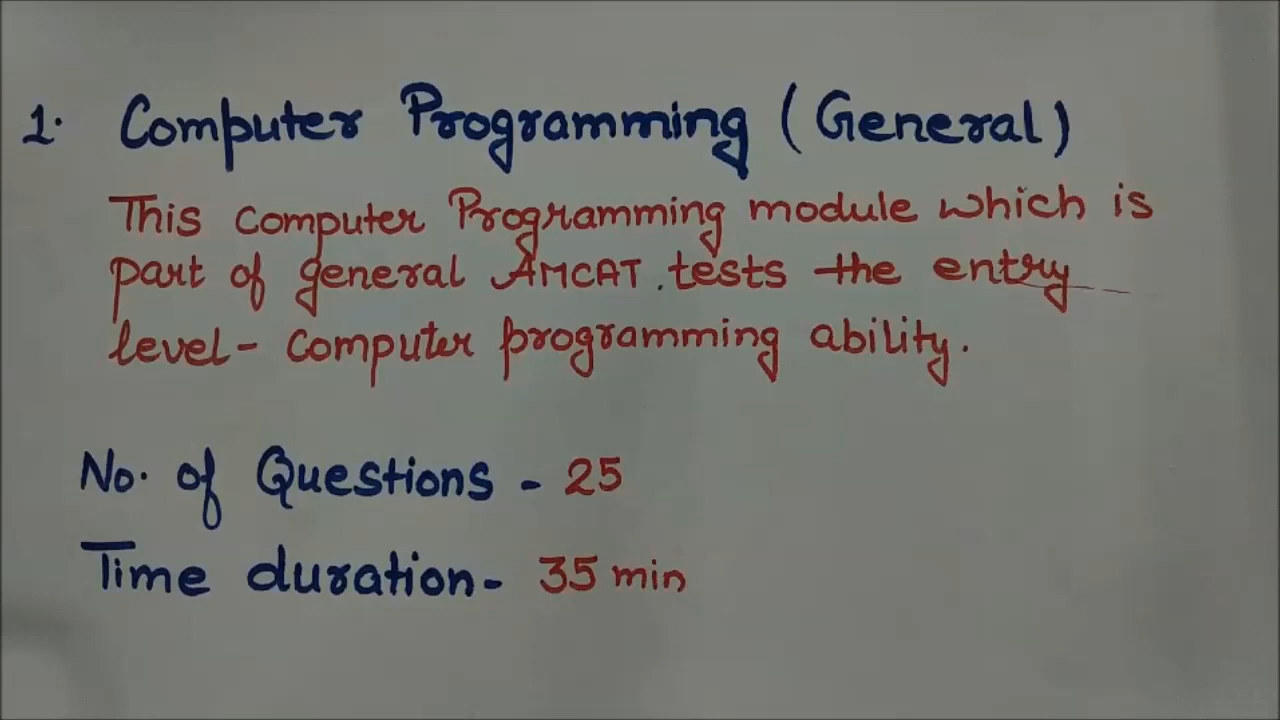 1. Computer Programming (General)
This Computer Programming module which is
part of general AMCAT. tests the entry
level- computer programming ability.
No. of Questions - 25
Time duration- 35 min